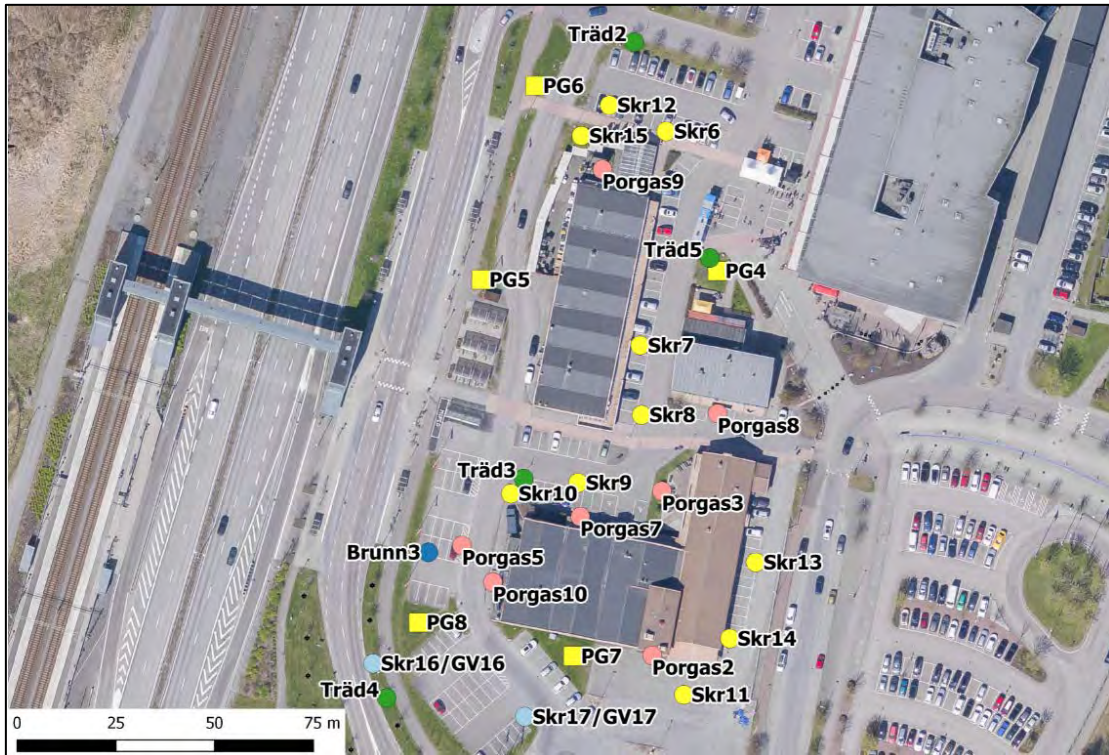 Träd2
PG6
Skr12
Skr15
Skr6
Porgas9
Träd5
PG4
PG5
Skr7
Skr8
Porgas8
Träd3
Skr9
Skr10
Porgas3
Porgas7
Brunn3
Porgas5
Skr13
Porgas10
PG8
Skr14
Skr16/GV16
PG7
Porgas2
Träd4
Skr11
Skr17/GV17
0 25 50 75 m